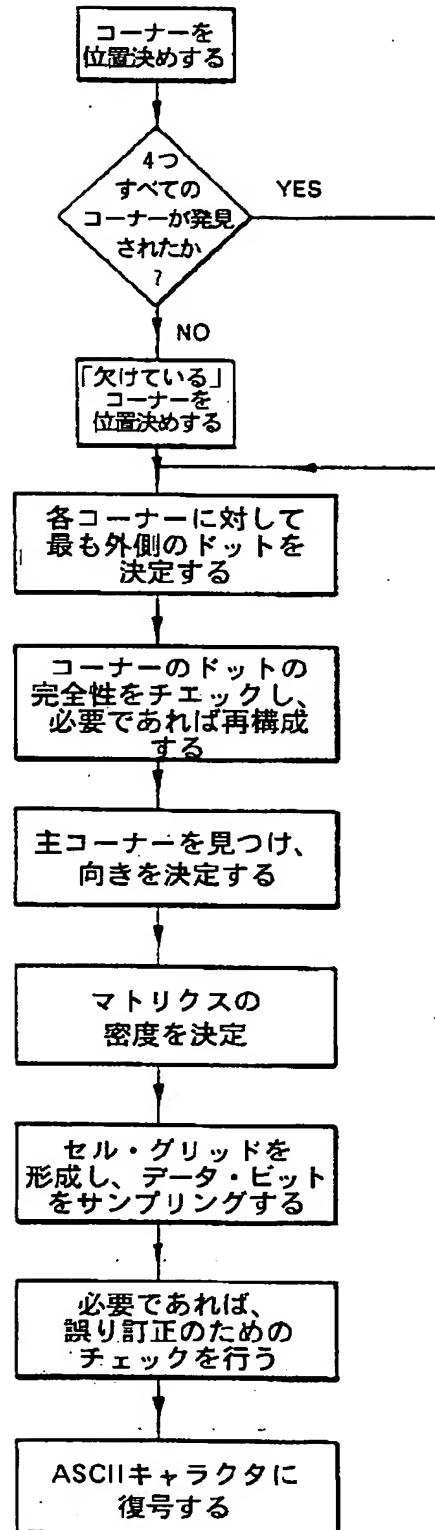 コーナーを
位置決めする
4つ
すべての
コーナーが発見
されたか
?
YES
NO
「欠けている」
コーナーを
位置決めする
各コーナーに対して
最も外側のドットを
決定する
コーナーのドットの
完全性をチエックし、
必要であれば再構成
する
主コーナーを見つけ、
向きを決定する
マトリクスの
密度を決定
セル・グリッドを
形成し、データ・ビット
をサンプリングする
必要であれば、
誤り訂正のための
チェックを行う
ASCIIキャラクタに
復号する